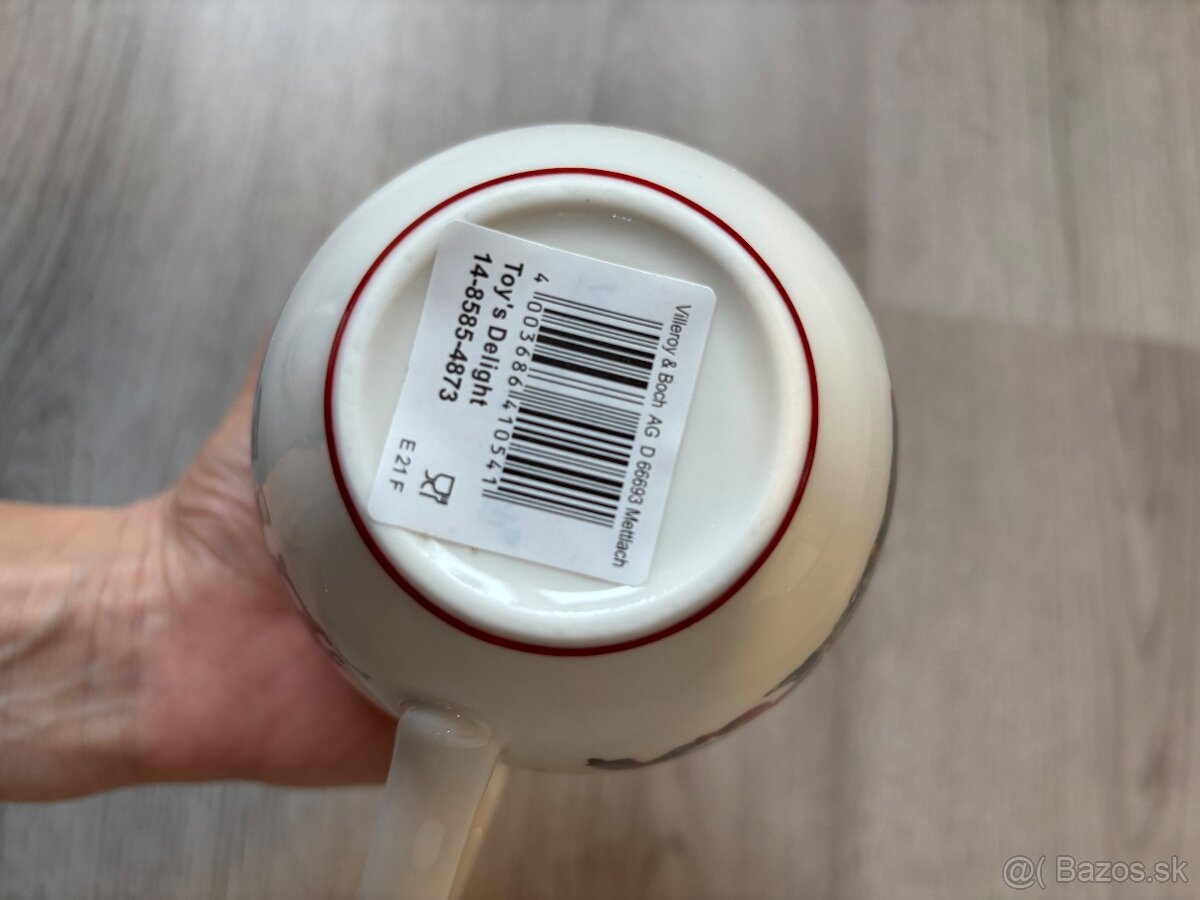 Villeroy & Boch AG D 66693 Mettlach
4 003686 410541
Toy's Delight
14-8585-4873
E21F
@( Bazos.sk